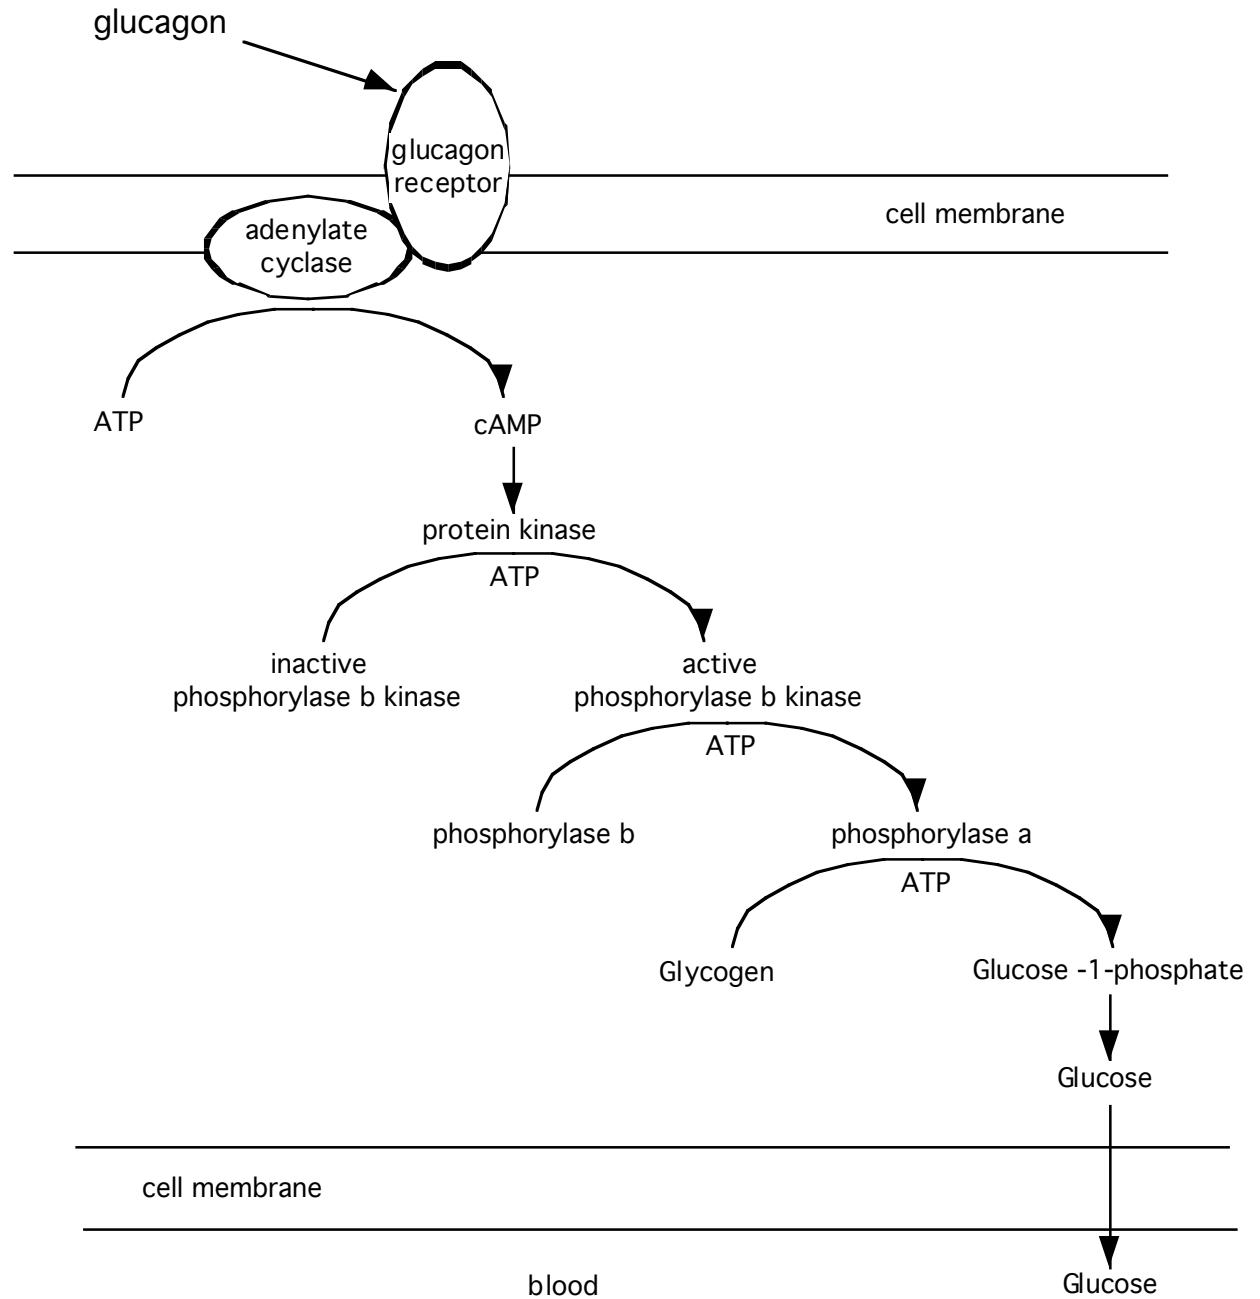 glucagon
glucagon
receptor
cell membrane
adenylate
cyclase
ATP
cAMP
protein kinase
ATP
inactive
phosphorylase b kinase
active
phosphorylase b kinase
ATP
phosphorylase b
phosphorylase a
ATP
Glycogen
Glucose -1-phosphate
Glucose
cell membrane
blood
Glucose